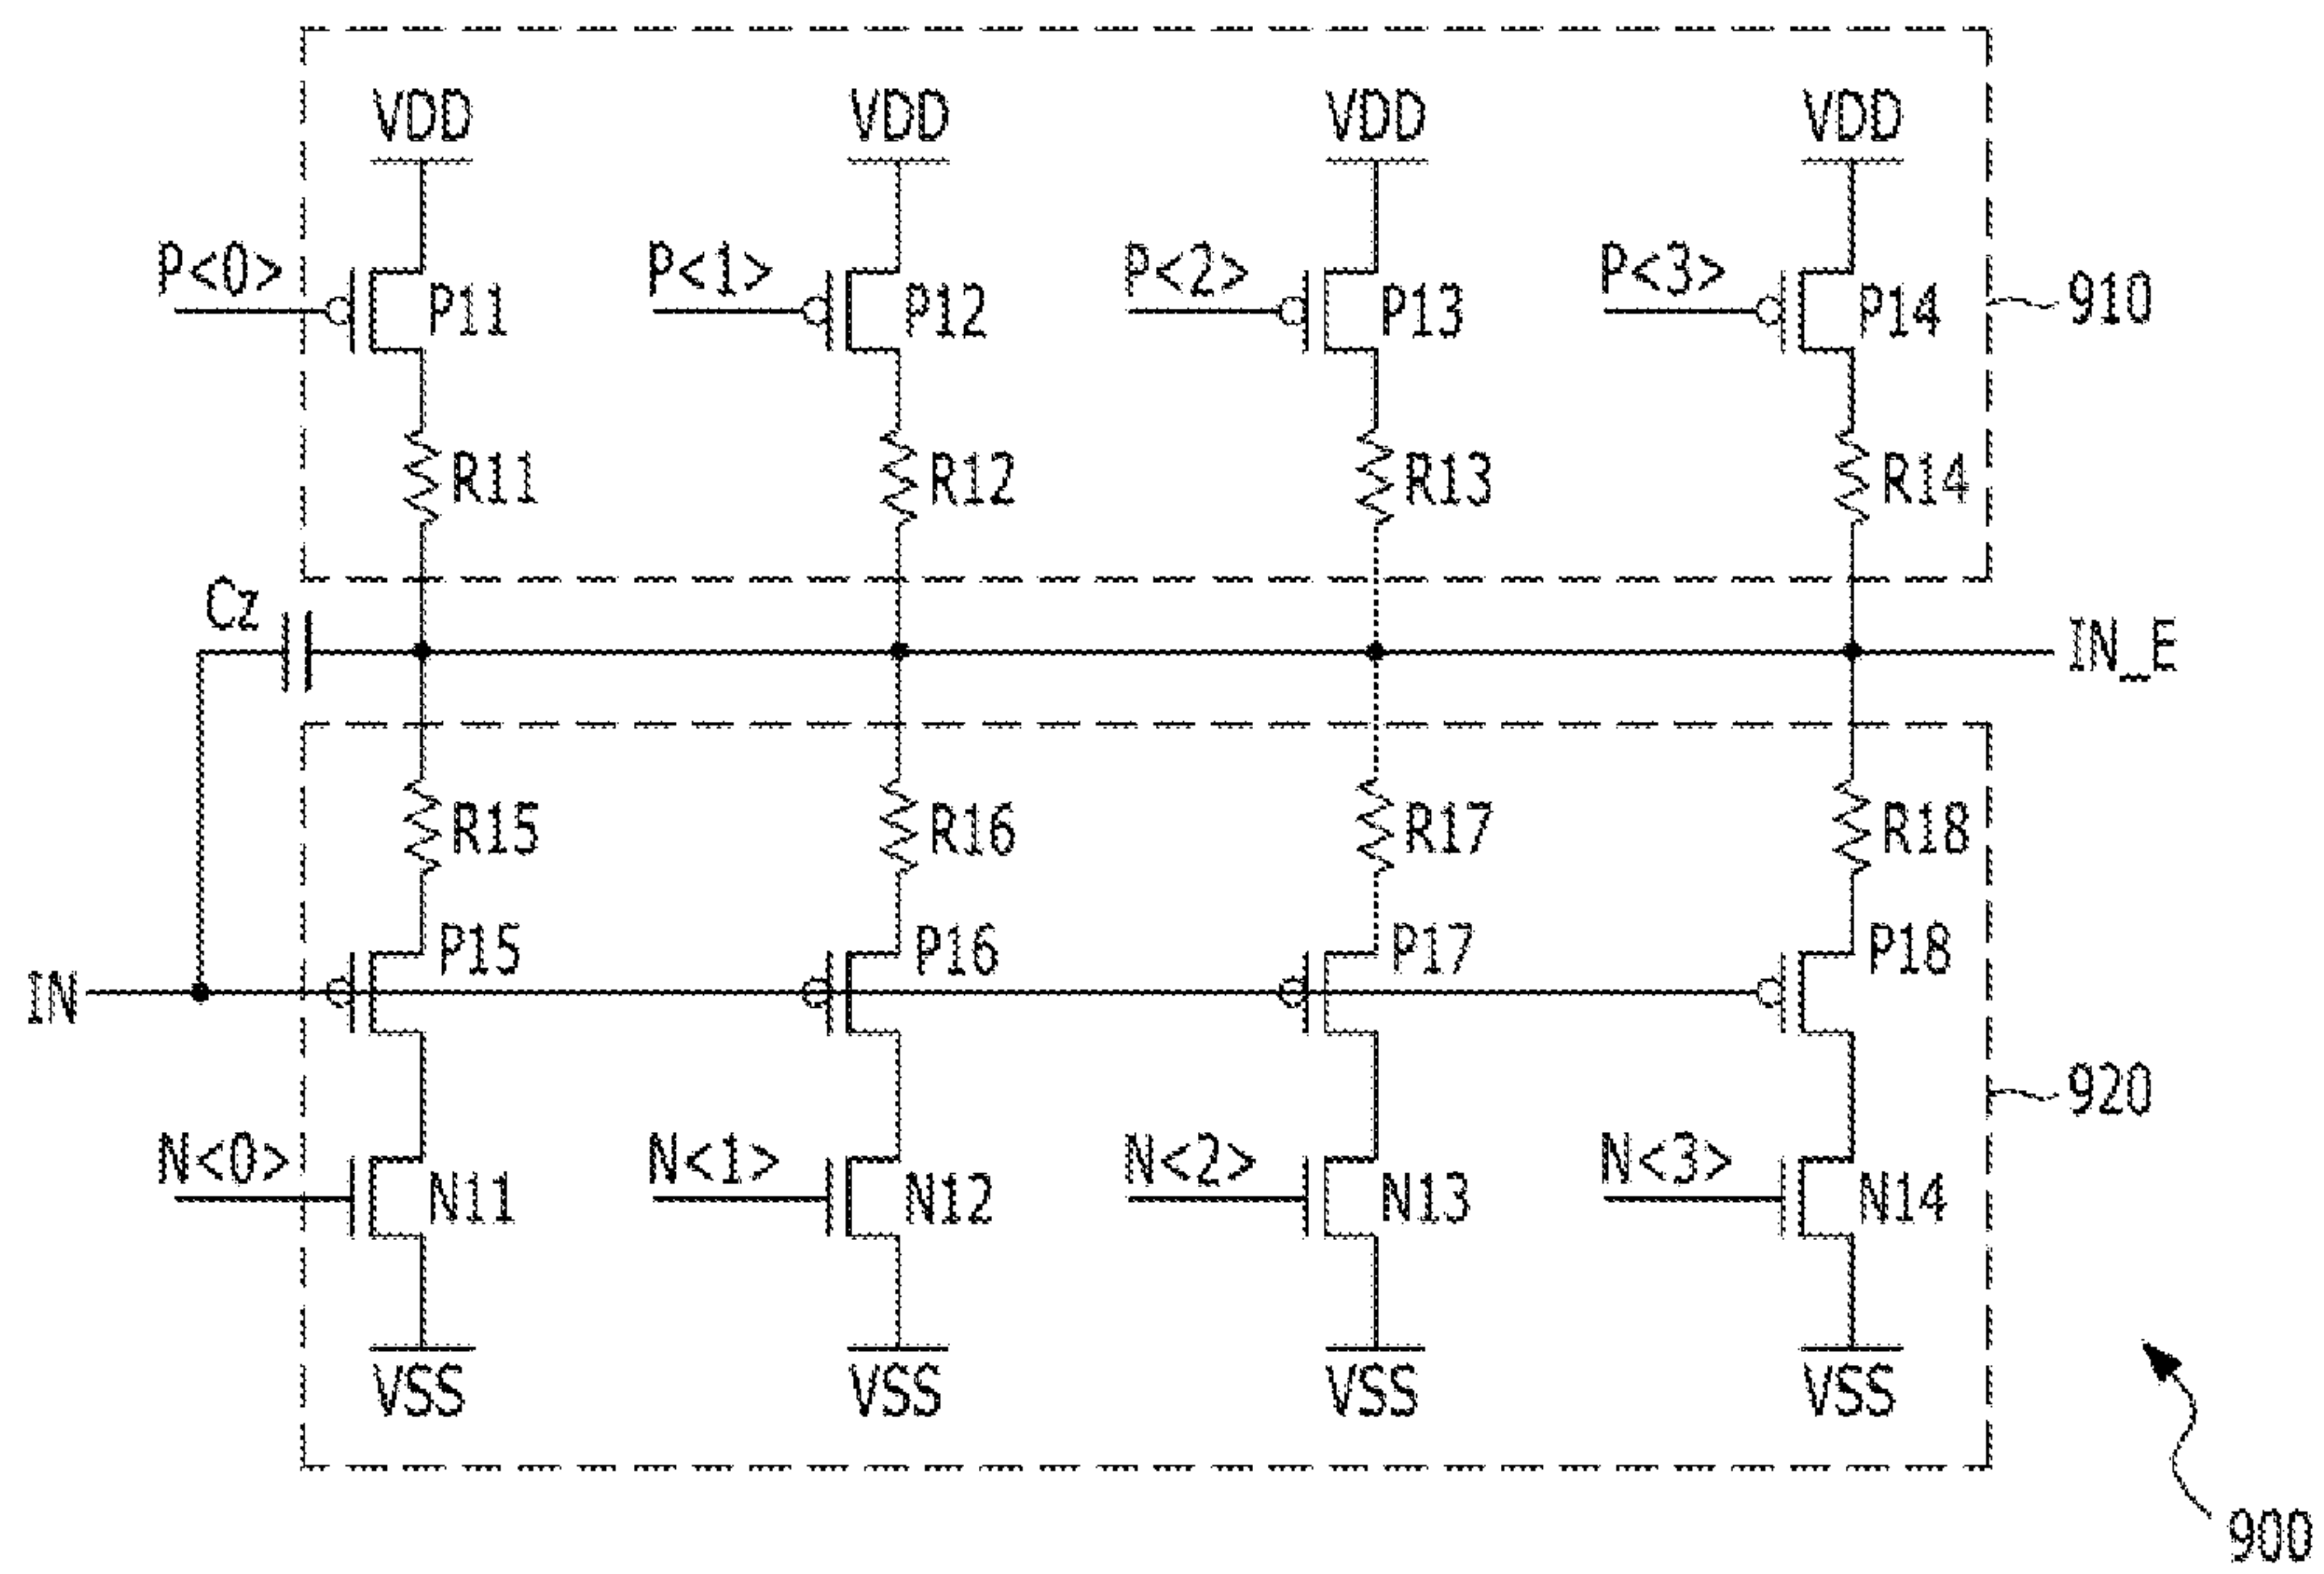 VDD VDD VDD VDD
P<0> P<1> P<2> P<3>
P11 P12 P13 P14
910
R11 R12 R13 R14
Cz
IN_E
R15 R16 R17 R18
P15 P16 P17 P18
IN
920
N<0> N<1> N<2> N<3>
N11 N12 N13 N14
VSS VSS VSS VSS
900